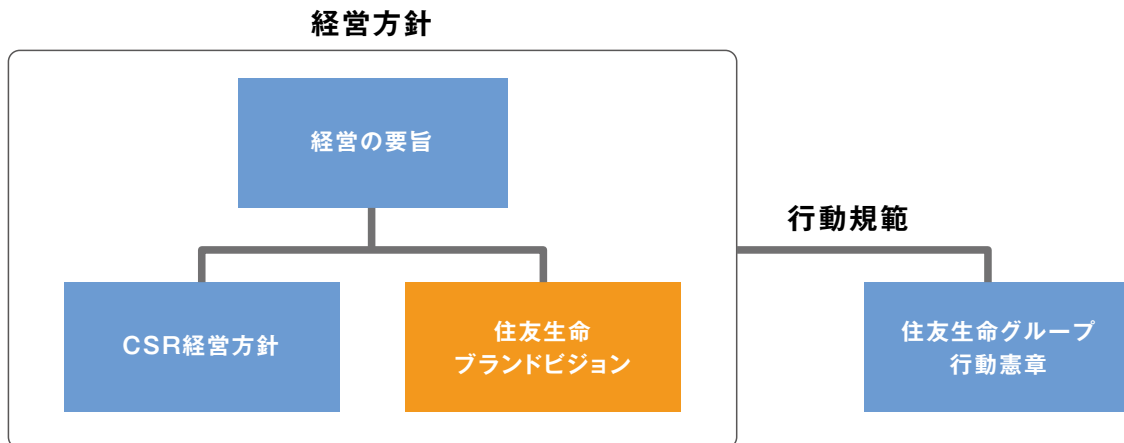 経営方針
経営の要旨
行動規範
CSR経営方針
住友生命
ブランドビジョン
住友生命グループ
行動憲章